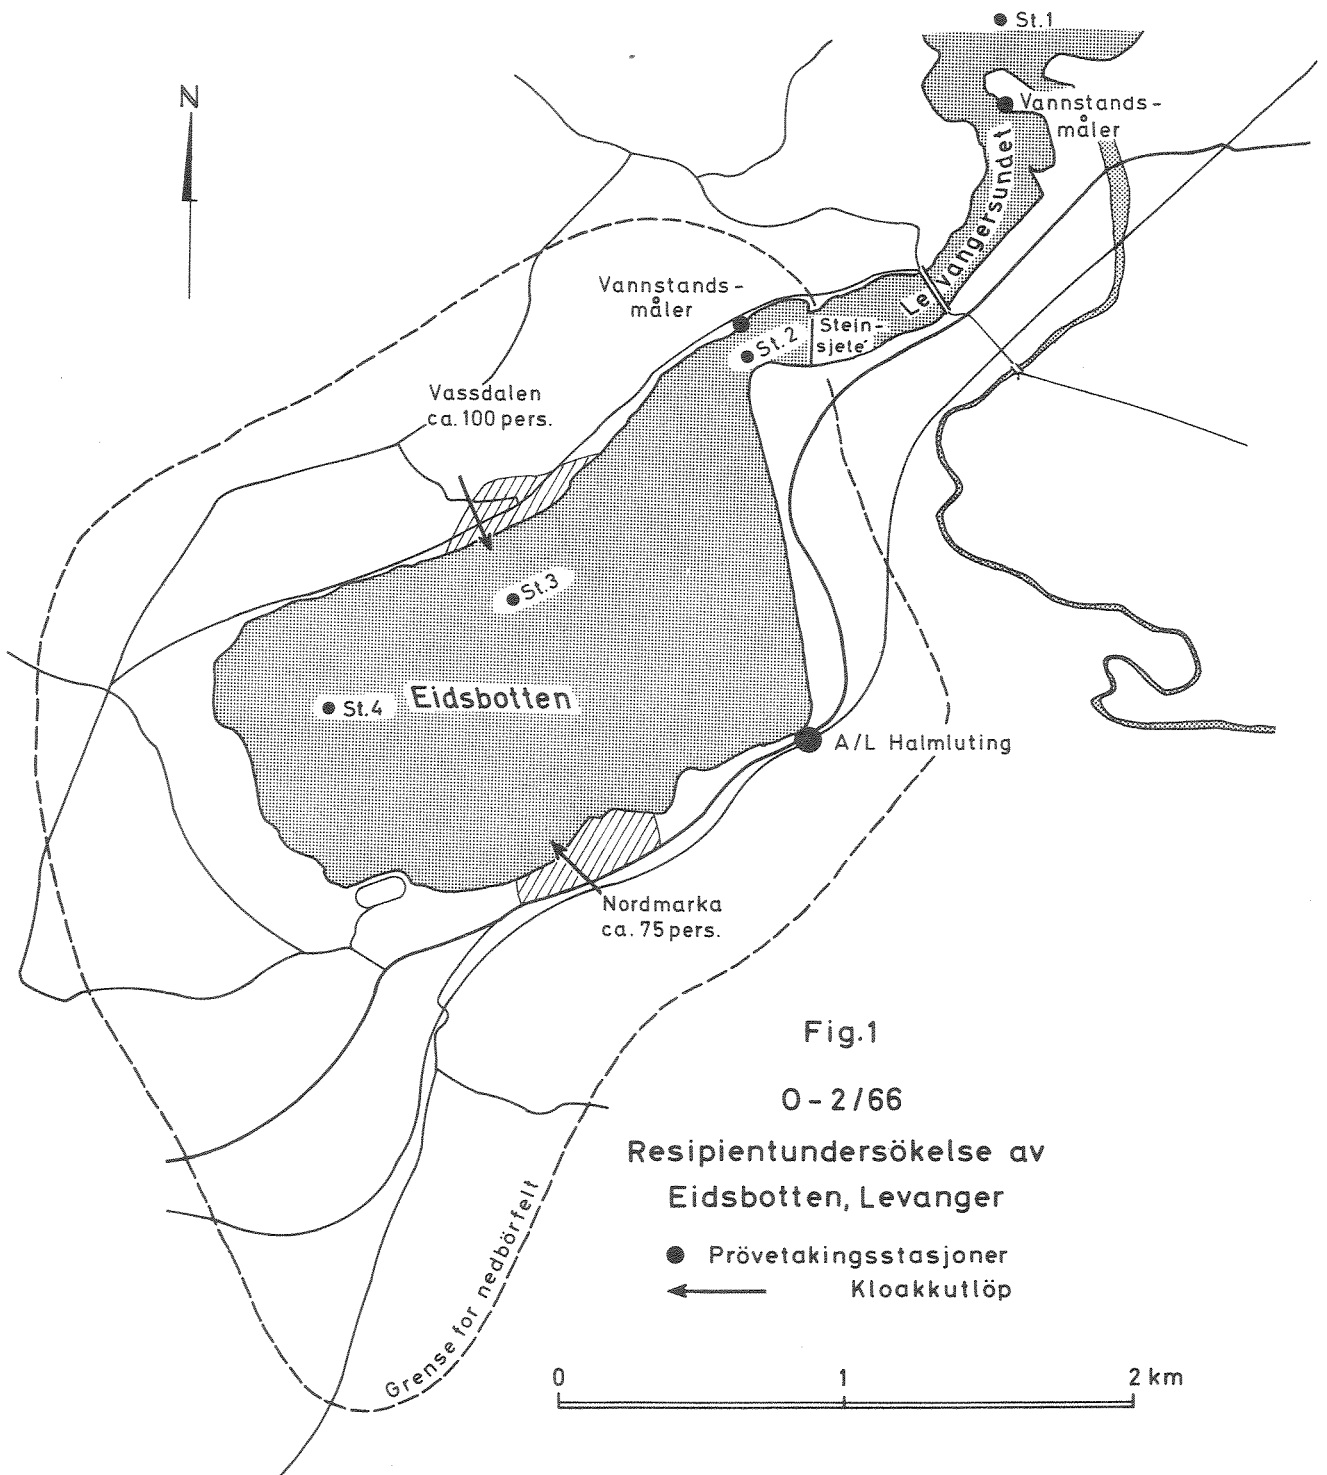 St.1
N
Vannstands-
måler
Levangersundet
Vannstands-
måler
St.2
Stein-
sjete'
Vassdalen
ca. 100 pers.
St.3
St.4
Eidsbotten
A/L Halmluting
Nordmarka
ca. 75 pers.
Fig.1
O-2/66
Resipientundersökelse av
Eidsbotten, Levanger
Grense for nedbörfelt
Prövetakingsstasjoner
Kloakkutlöp
0 1 2 km